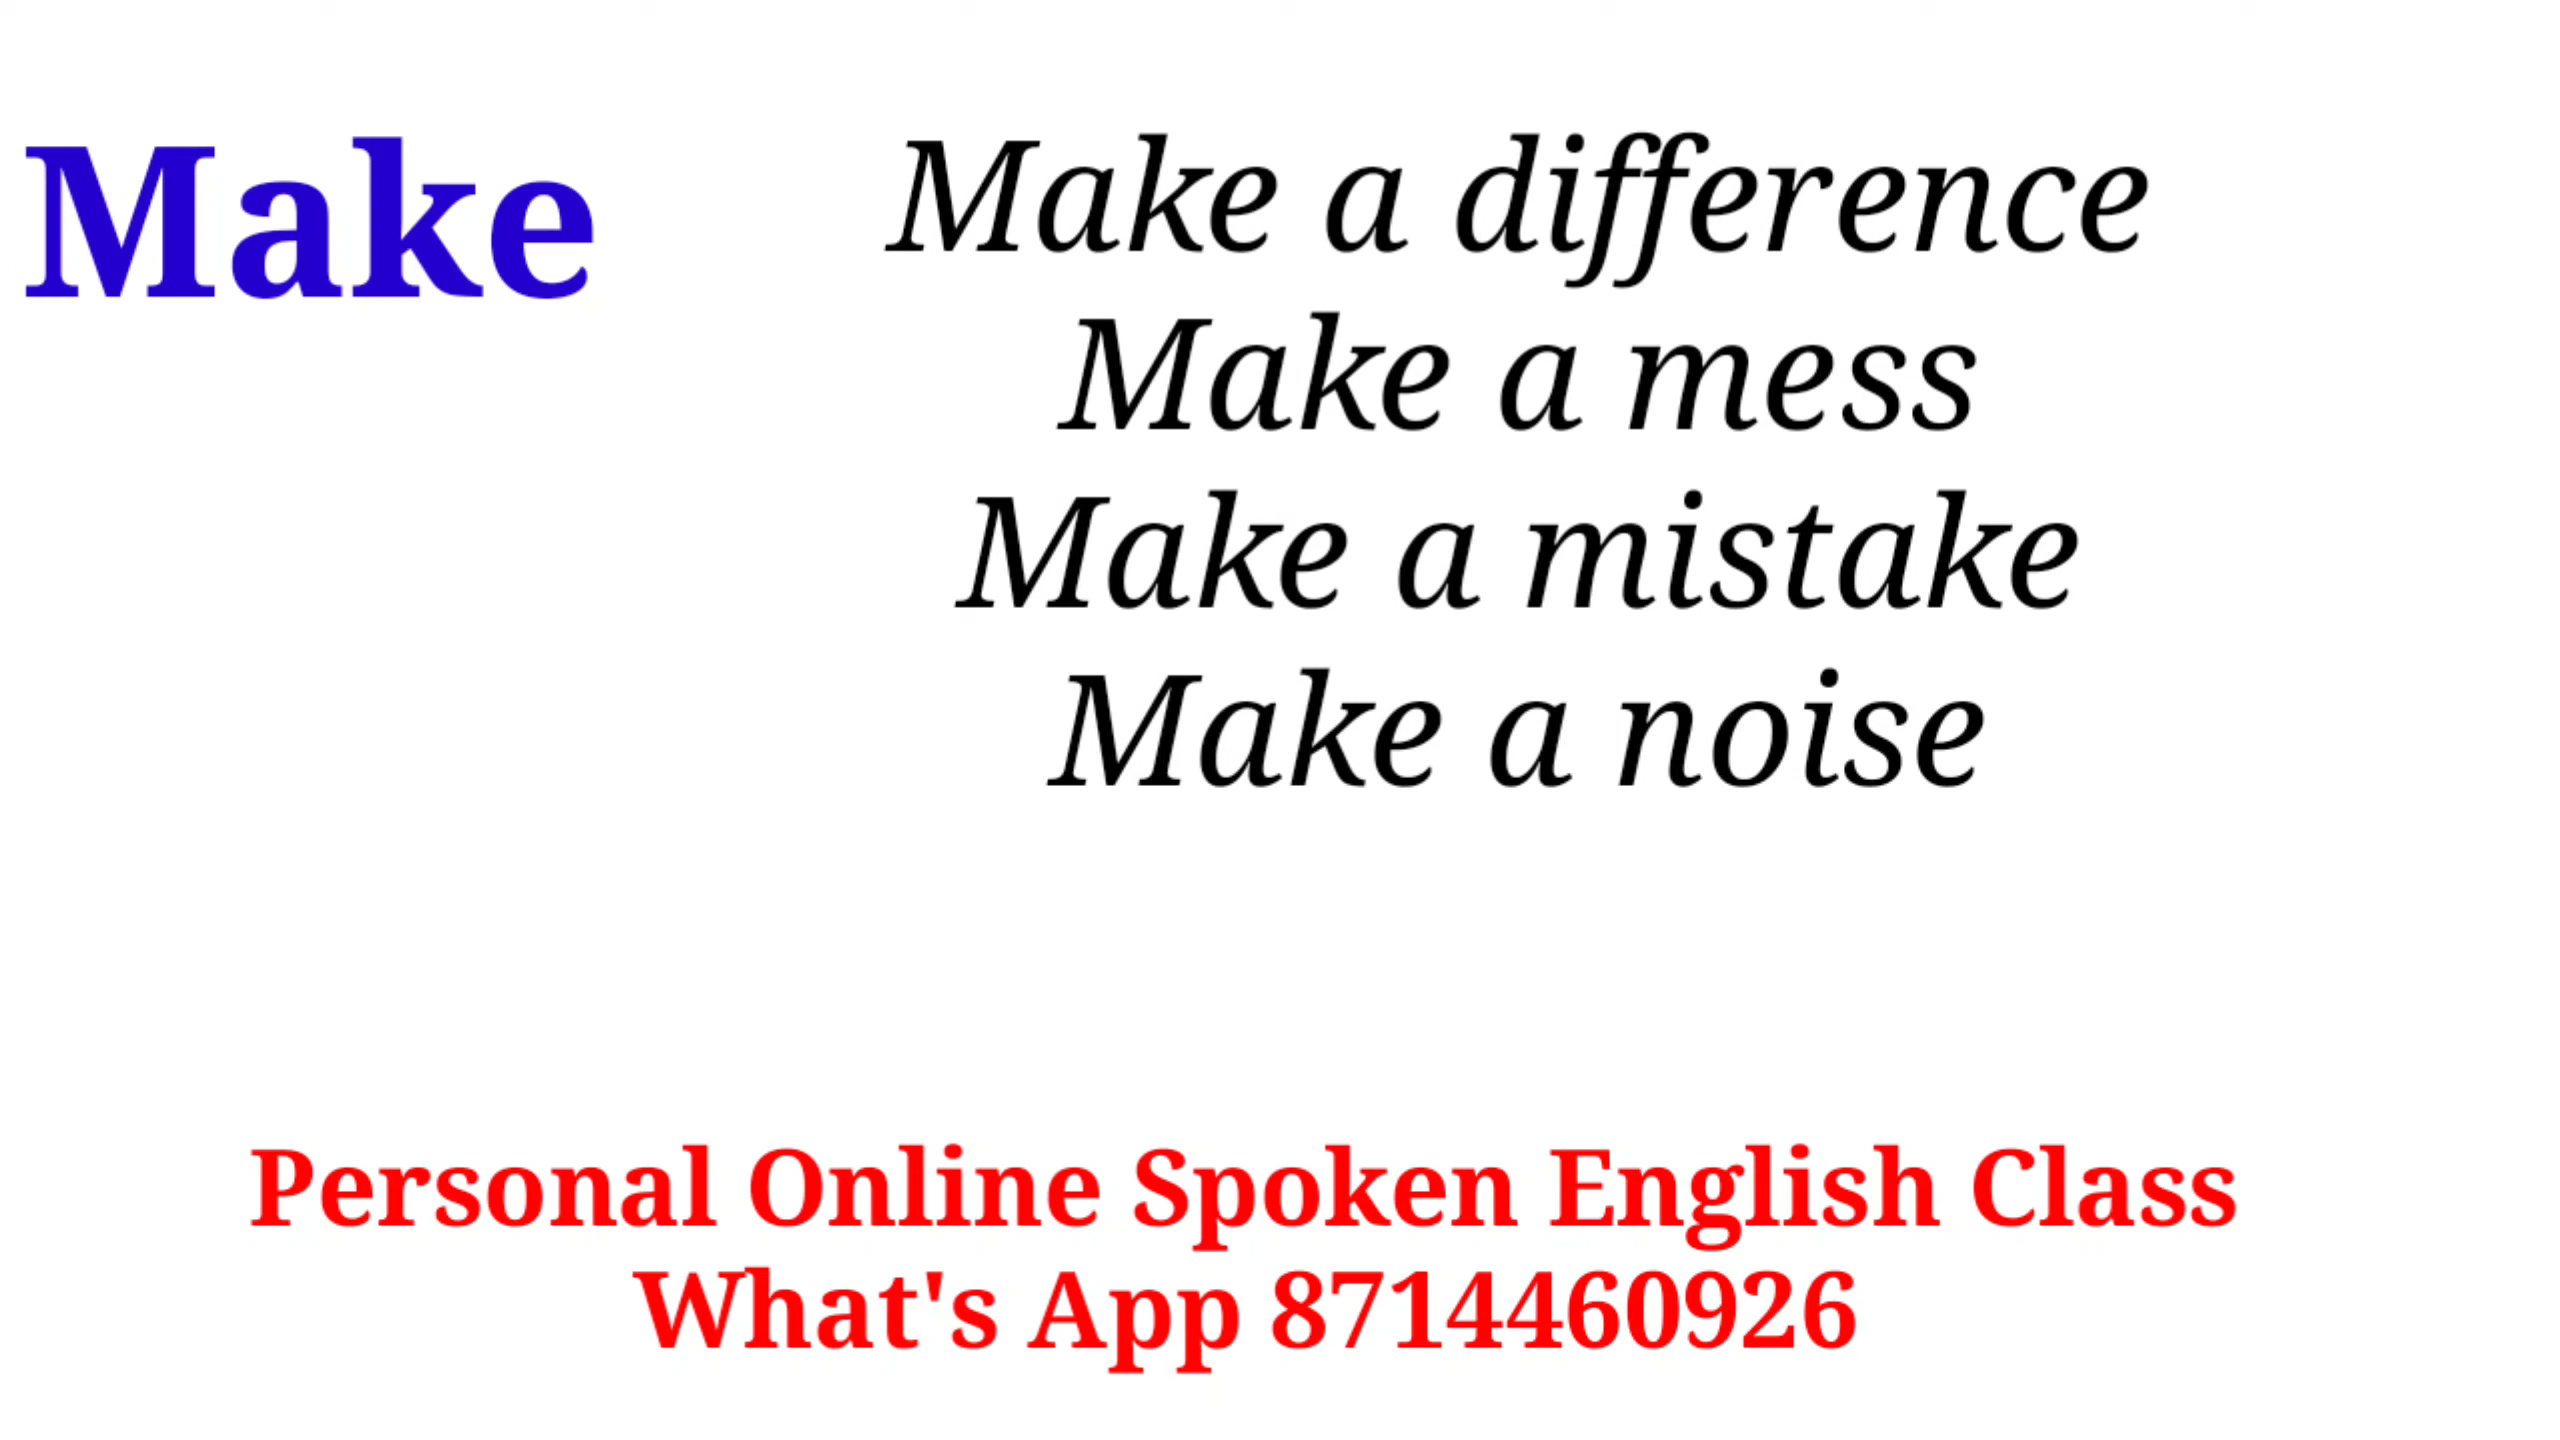 Make
Make a difference
Make a mess
Make a mistake
Make a noise
Personal Online Spoken English Class
What's App 8714460926